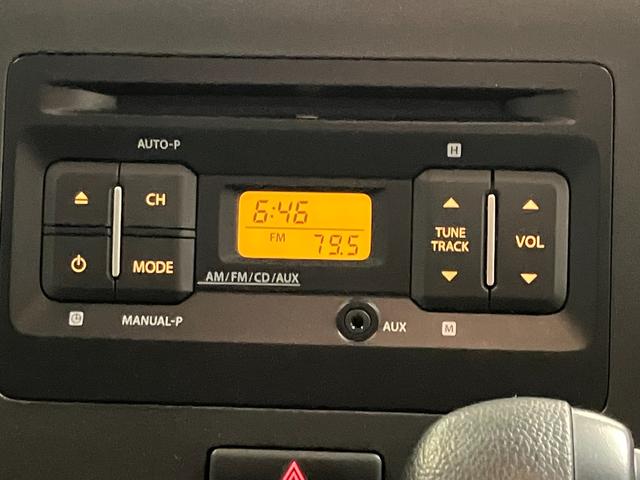 AUTO-P
H
CH
6:46
FM 79.5
TUNE
TRACK
VOL
MODE
AM/FM/CD/AUX
MANUAL-P
AUX
M